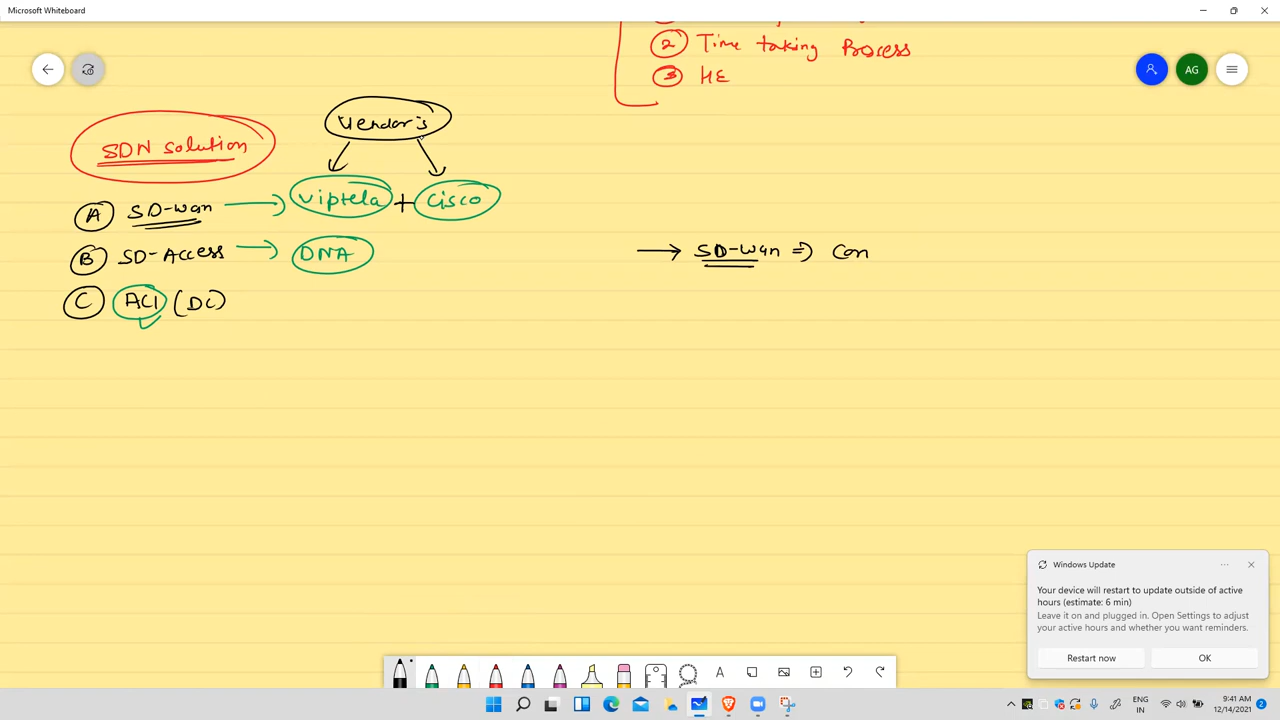 Microsoft Whiteboard
2 Time taking Process
3 HE
AG
Vendor's
SDN solution
Viptela + Cisco
A SD-wan
B SD-Access
DNA
SD-wan => Con
C ACI (DC)
Windows Update
Your device will restart to update outside of active
hours (estimate: 6 min)
Leave it on and plugged in. Open Settings to adjust
your active hours and whether you want reminders.
Restart now
OK
A
ENG
IN
9:41 AM
12/14/2021
2